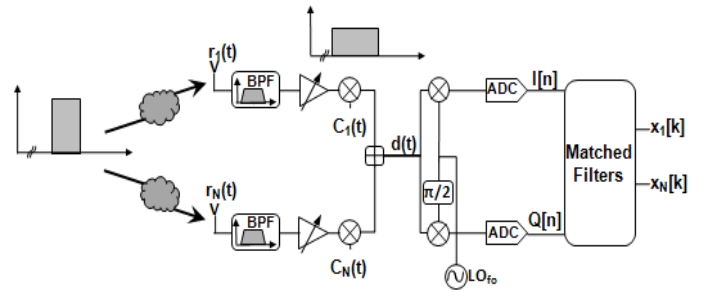 r1(t)
BPF
C1(t)
d(t)
π/2
ADC
I[n]
Matched
Filters
x1[k]
xN[k]
rN(t)
BPF
CN(t)
ADC
Q[n]
LOfo